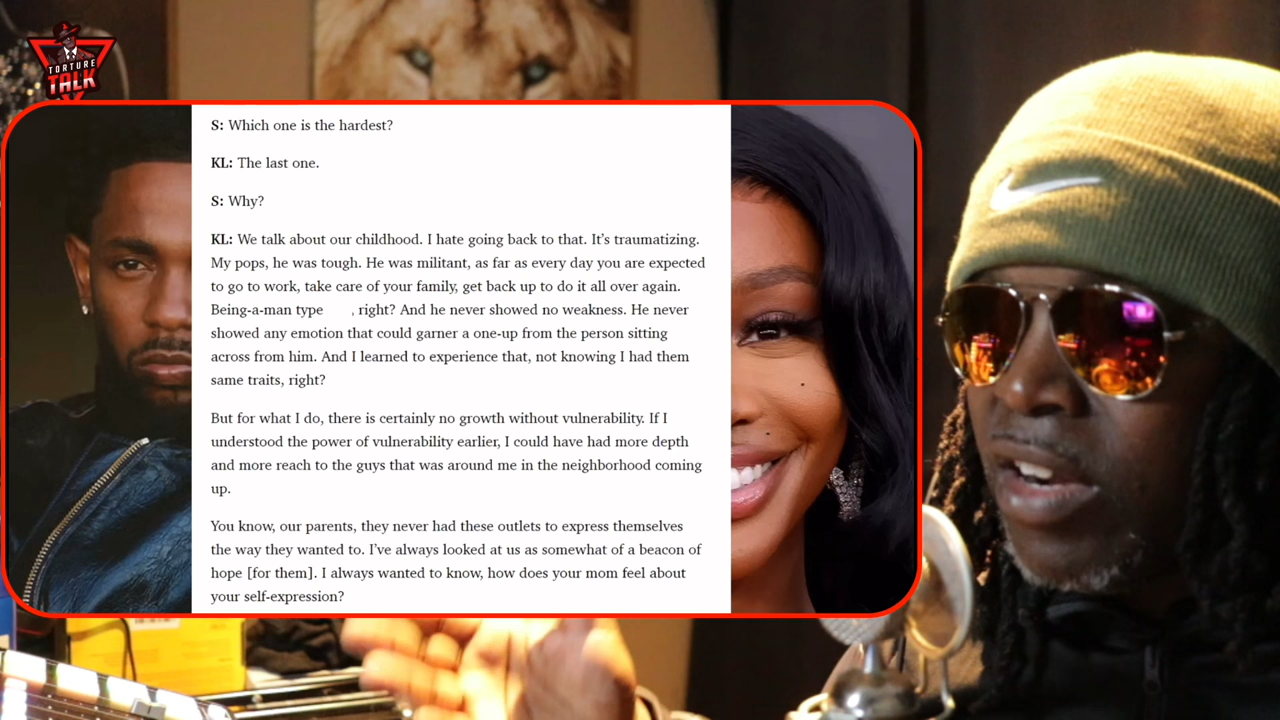 TORTURE
TALK
S: Which one is the hardest?
KL: The last one.
S: Why?
KL: We talk about our childhood. I hate going back to that. It’s traumatizing.
My pops, he was tough. He was militant, as far as every day you are expected
to go to work, take care of your family, get back up to do it all over again.
Being-a-man type , right? And he never showed no weakness. He never
showed any emotion that could garner a one-up from the person sitting
across from him. And I learned to experience that, not knowing I had them
same traits, right?
But for what I do, there is certainly no growth without vulnerability. If I
understood the power of vulnerability earlier, I could have had more depth
and more reach to the guys that was around me in the neighborhood coming
up.
You know, our parents, they never had these outlets to express themselves
the way they wanted to. I’ve always looked at us as somewhat of a beacon of
hope [for them]. I always wanted to know, how does your mom feel about
your self-expression?